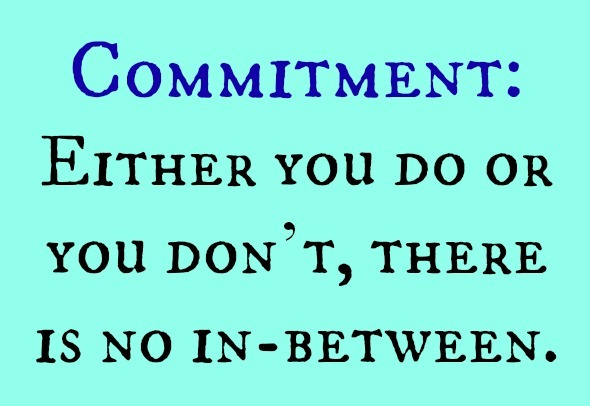 Commitment:
Either you do or
you don't, there
is no in-between.